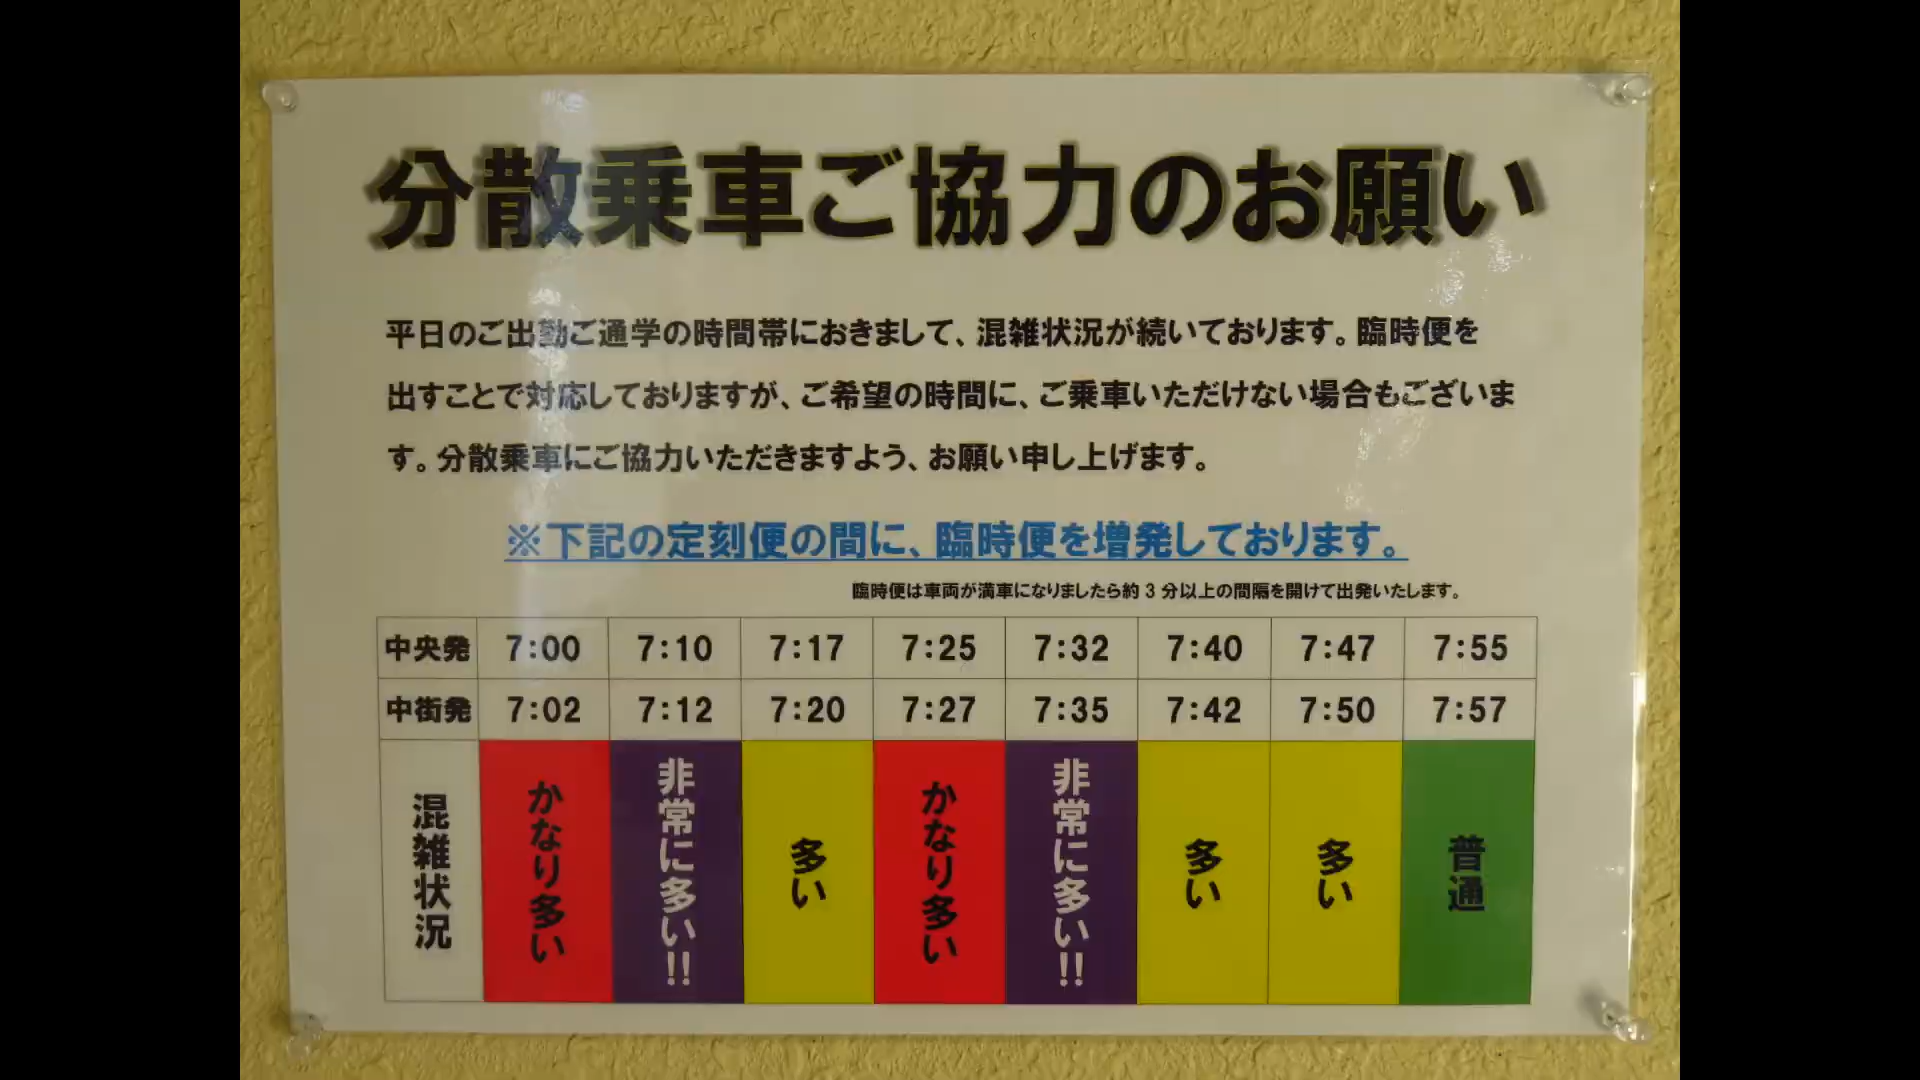 分散乗車ご協力のお願い
平日のご出勤ご通学の時間帯におきまして、混雑状況が続いております。臨時便を
出すことで対応しておりますが、ご希望の時間に、ご乗車いただけない場合もございま
す。分散乗車にご協力いただきますよう、お願い申し上げます。
※下記の定刻便の間に、臨時便を増発しております。
臨時便は車両が満車になりましたら約3分以上の間隔を開けて出発いたします。
中央発 7:00 7:10 7:17 7:25 7:32 7:40 7:47 7:55
中街発 7:02 7:12 7:20 7:27 7:35 7:42 7:50 7:57
混雑状況 かなり多い 非常に多い!! 多い かなり多い 非常に多い!! 多い 多い 普通